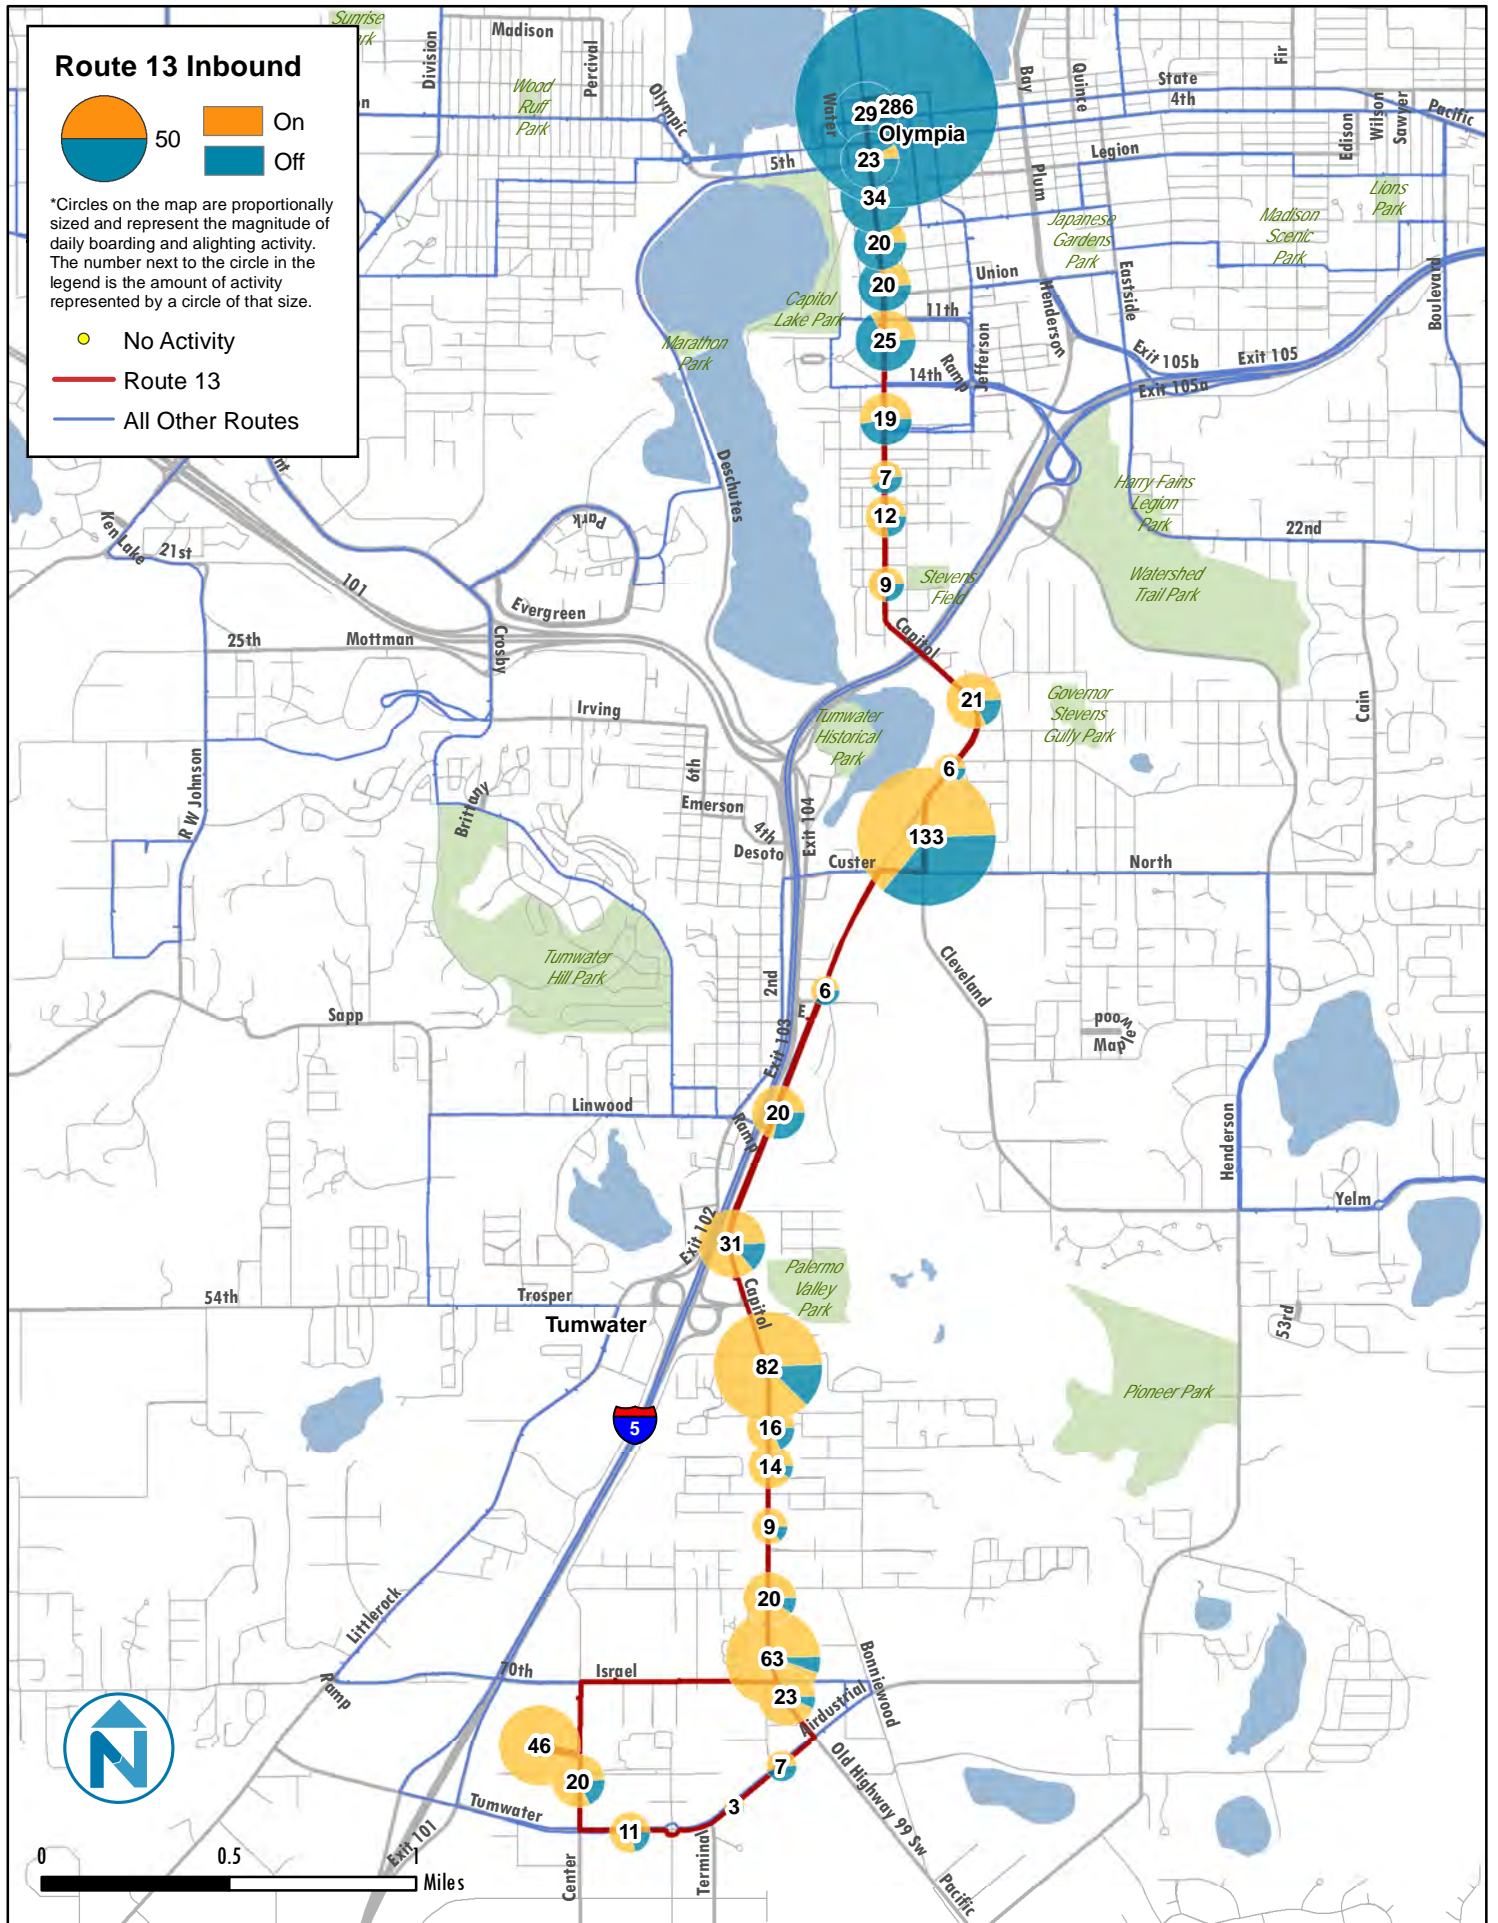 Route 13 Inbound
50
On
Off
*Circles on the map are proportionally
sized and represent the magnitude of
daily boarding and alighting activity.
The number next to the circle in the
legend is the amount of activity
represented by a circle of that size.
No Activity
Route 13
All Other Routes
Sunrise
Division
Madison
Percival
Wood
Ruff
Park
Olympic
Water
5th
29
286
Olympia
23
34
20
20
25
19
7
12
9
Bay
Quince
State
4th
Fir
Edison
Wilson
Sawyer
Pacific
Legion
Plum
Japanese
Gardens
Park
Madison
Scenic
Park
Lions
Park
Union
Henderson
Eastside
Boulevard
Capitol
Lake Park
11th
Marathon
Park
14th
Ramp
Jefferson
Exit 105b
Exit 105
Exit 105a
Deschutes
Harry Fains
Legion
Park
22nd
Ken Lake
21st
Park
101
Evergreen
Stevens
Field
Watershed
Trail Park
25th
Mottman
Crosby
Capitol
21
Irving
Governor
Stevens
Gully Park
Cain
Tumwater
Historical
Park
R W Johnson
6th
6
Brittany
Emerson
4th
Desoto
Exit 104
133
Custer
North
Tumwater
Hill Park
2nd
Cleveland
6
E
Sapp
Exit 103
Maplewood
Linwood
Ramp
20
Henderson
Yelm
Exit 102
31
Palermo
Valley
Park
54th
Trosper
Capitol
Tumwater
53rd
82
Pioneer Park
5
16
14
9
20
Littlerock
63
Bonniewood
70th
Israel
Ramp
23
Airdustrial
46
N
20
7
Old Highway 99 Sw
Tumwater
3
11
Exit 101
Center
Terminal
Pacific
0
0.5
1
Miles